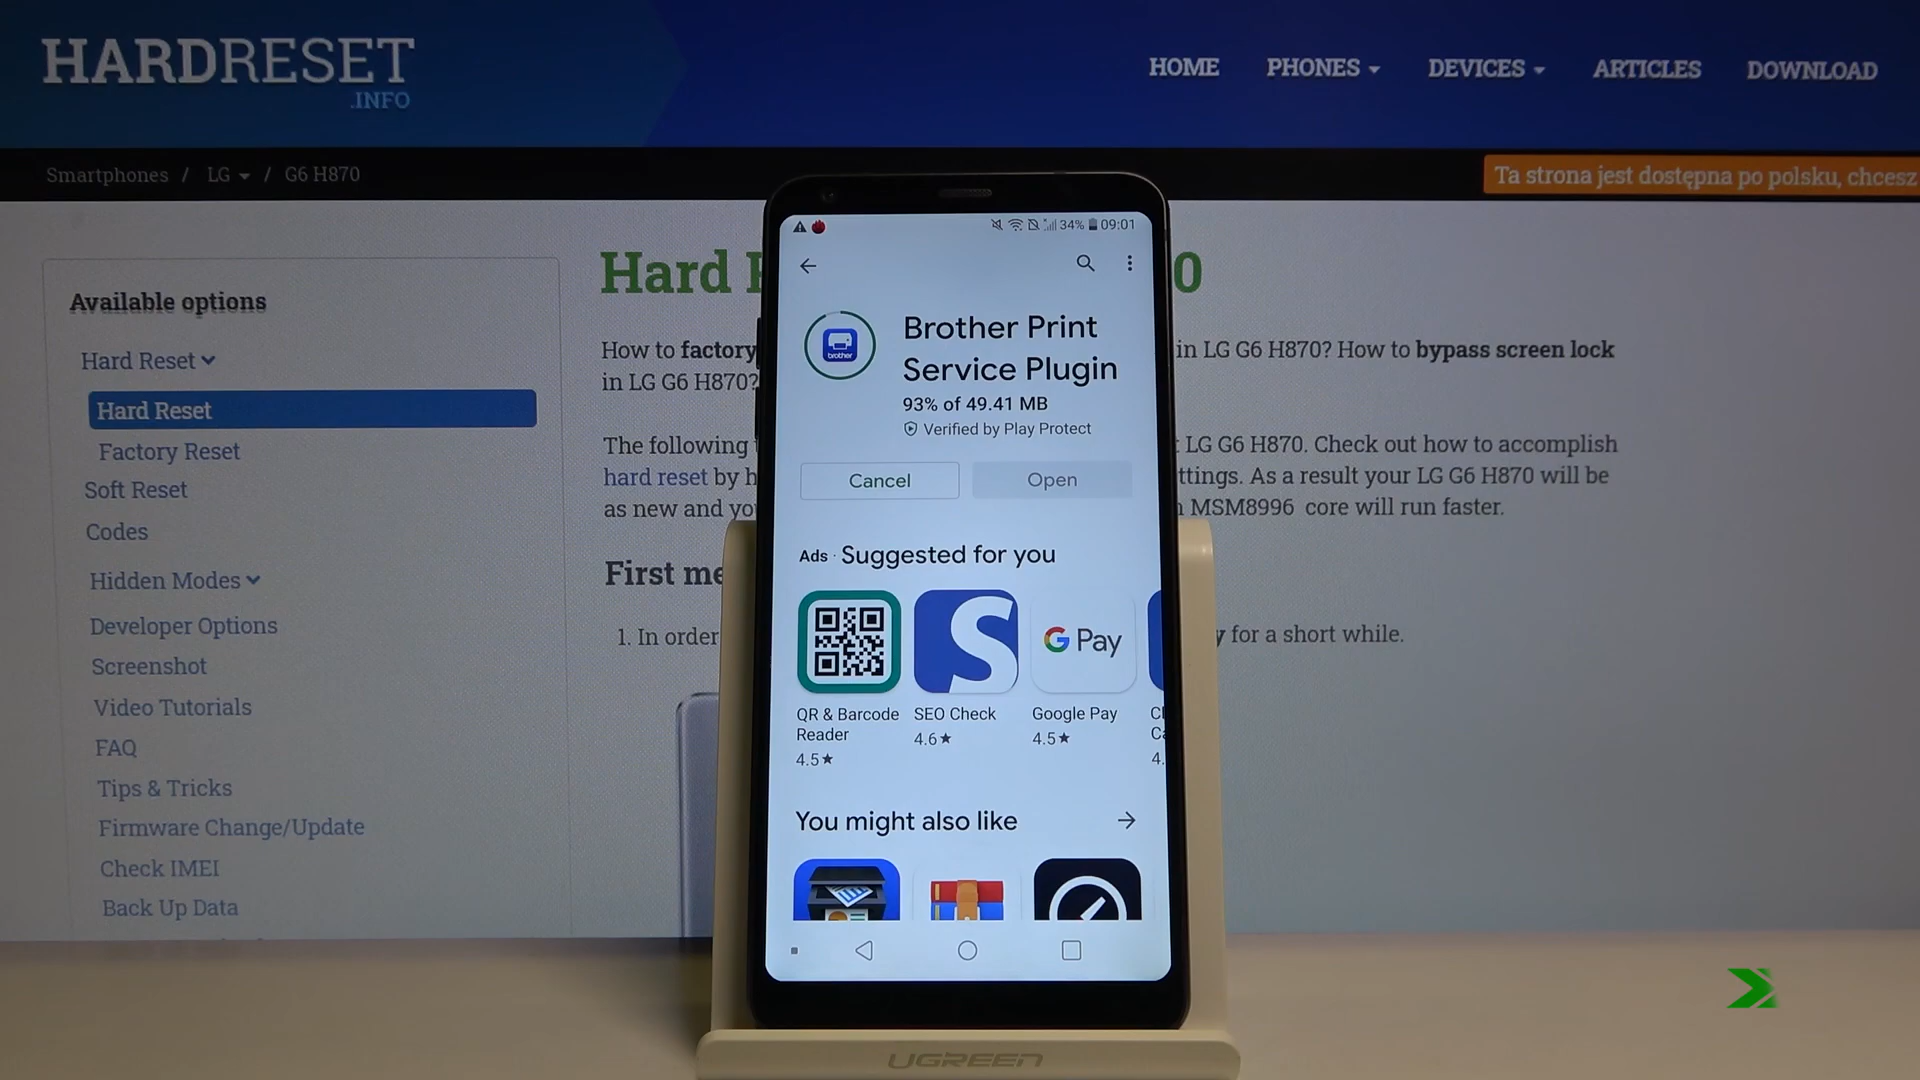 HARDRESET
.INFO
HOME PHONES DEVICES ARTICLES DOWNLOAD
Smartphones / LG / G6 H870
Ta strona jest dostępna po polsku, chcesz
Available options
Hard Reset
Hard Reset
Factory Reset
Soft Reset
Codes
Hidden Modes
Developer Options
Screenshot
Video Tutorials
FAQ
Tips & Tricks
Firmware Change/Update
Check IMEI
Back Up Data
Hard 0
How to factory in LG G6 H870? How to bypass screen lock
in LG G6 H870?
The following LG G6 H870. Check out how to accomplish
hard reset by ttings. As a result your LG G6 H870 will be
as new and MSM8996 core will run faster.
First
1. In order for a short while.
34% 09:01
Brother Print
Service Plugin
brother
93% of 49.41 MB
Verified by Play Protect
Cancel Open
Ads · Suggested for you
S
G Pay
QR & Barcode
Reader
4.5★
SEO Check
4.6★
Google Pay
4.5★
4.
You might also like
UGREEN